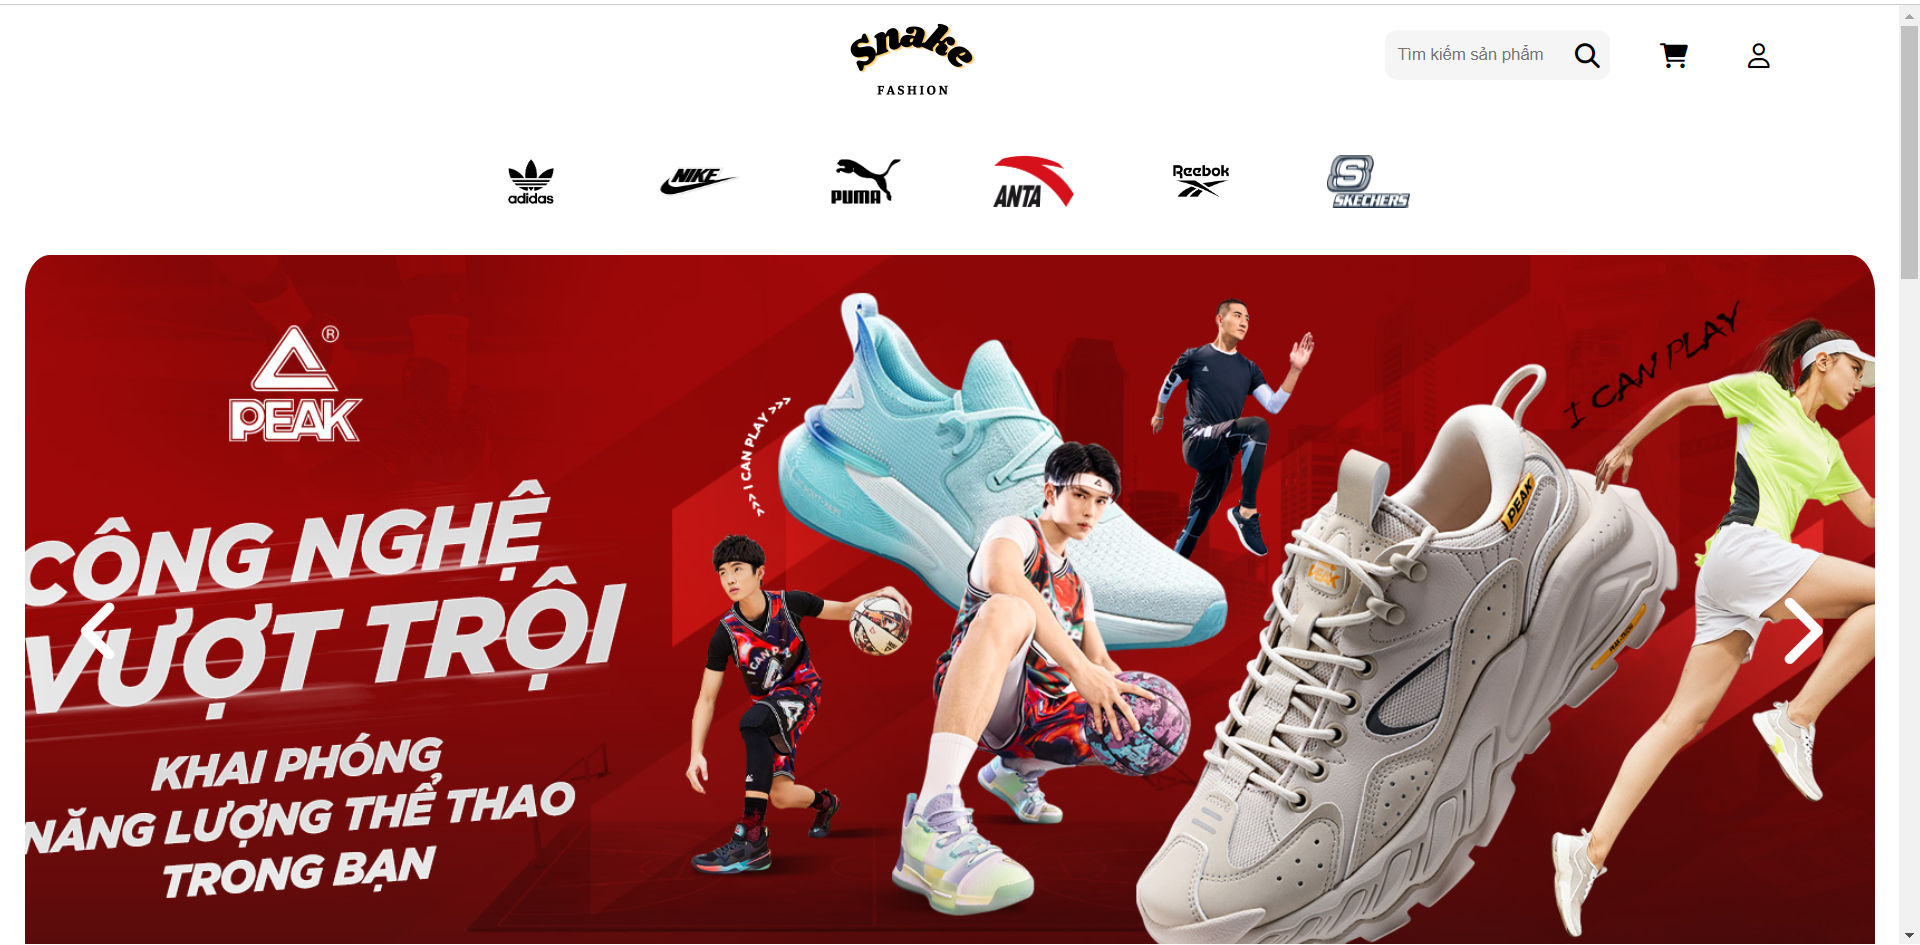 Snake
FASHION
Tìm kiếm sản phẩm
adidas
NIKE
PUMA
ANTA
Reebok
S
SKECHERS
®
PEAK
CÔNG NGHỆ
VƯỢT TRỘI
KHAI PHÓNG
NĂNG LƯỢNG THỂ THAO
TRONG BẠN
>>> I CAN PLAY >>>
I CAN PLAY
PEAK
PEAK